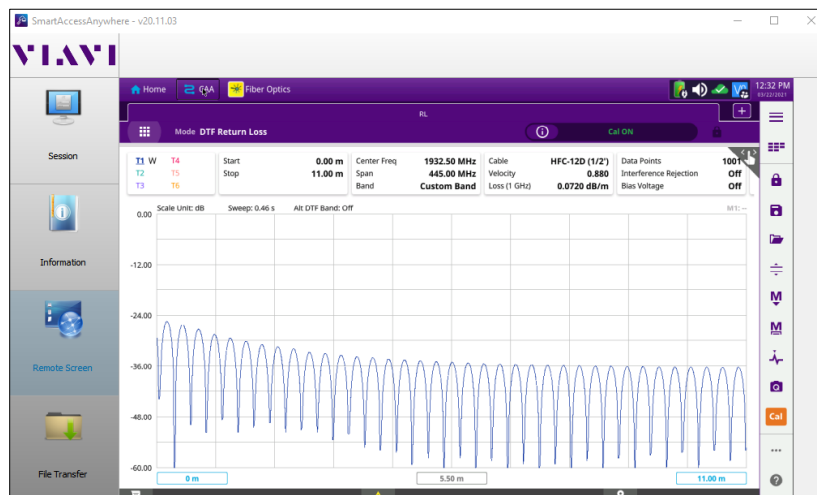 SmartAccessAnywhere - v20.11.03
VIAVI
Home CAA Fiber Optics
12:32 PM
03/22/2021
RL
Mode DTF Return Loss
Cal ON
T1 W T4
T2 T5
T3 T6
Start 0.00 m
Stop 11.00 m
Center Freq 1932.50 MHz
Span 445.00 MHz
Band Custom Band
Cable HFC-12D (1/2')
Velocity 0.880
Loss (1 GHz) 0.0720 dB/m
Data Points 1001
Interference Rejection Off
Bias Voltage Off
Scale Unit: dB Sweep: 0.46 s Alt DTF Band: Off M1: --
0.00
-12.00
-24.00
-36.00
-48.00
-60.00
0 m 5.50 m 11.00 m
Session
Information
Remote Screen
File Transfer
M
M
Cal